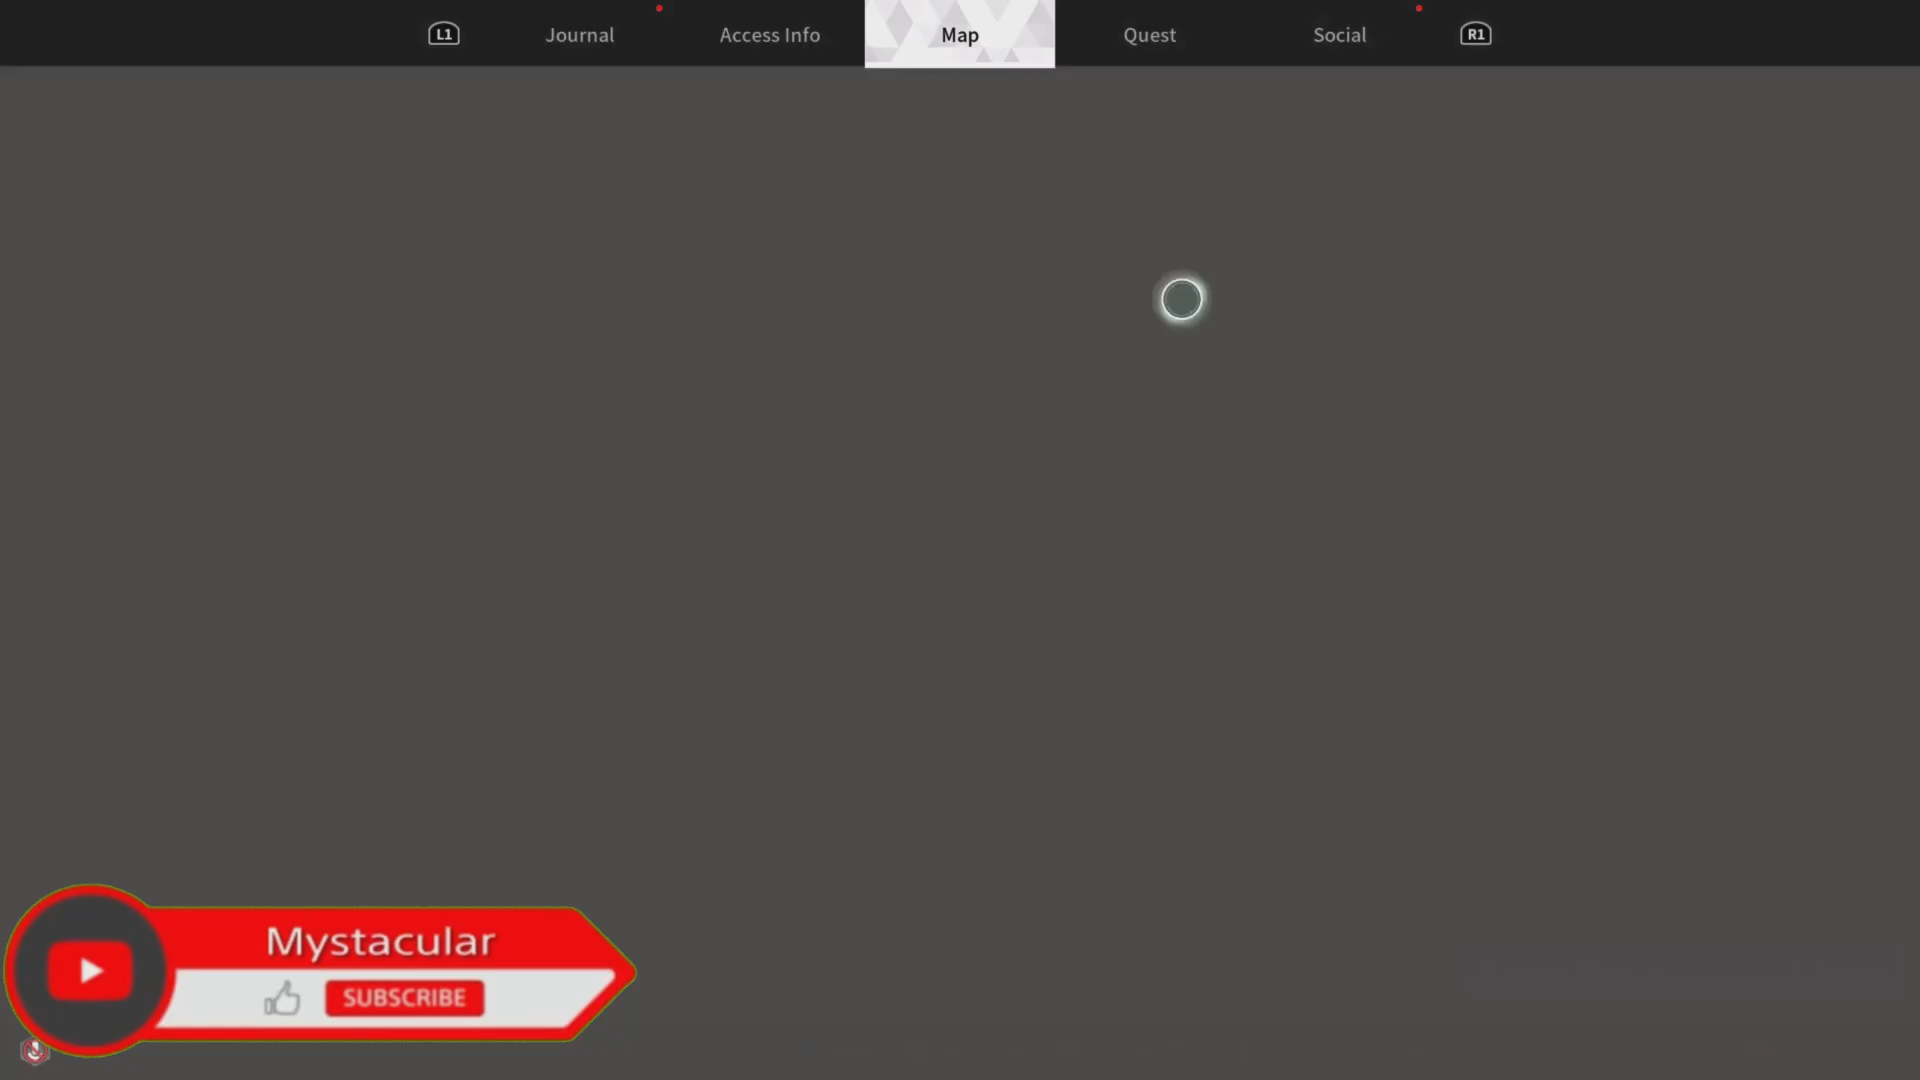 L1
Journal
Access Info
Map
Quest
Social
R1
Mystacular
SUBSCRIBE